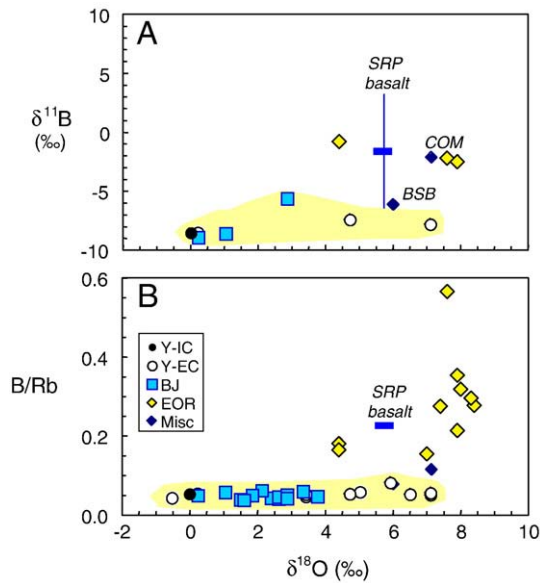 A
10
5
0
-5
-10
δ¹¹B
(‰)
SRP
basalt
COM
BSB
B
0.6
0.4
0.2
0.0
B/Rb
Y-IC
Y-EC
BJ
EOR
Misc
SRP
basalt
-2 0 2 4 6 8 10
δ¹⁸O (‰)